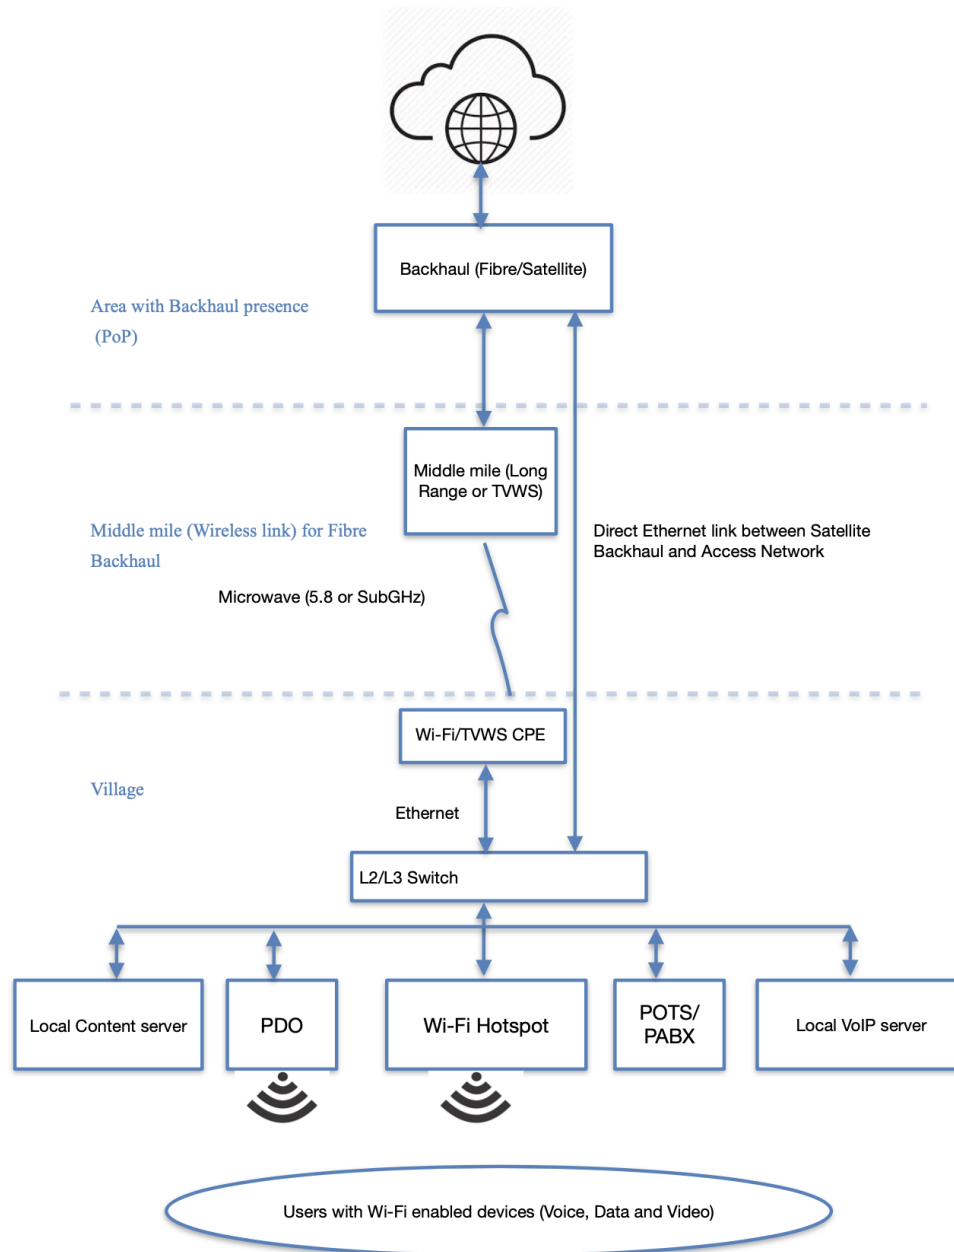 Backhaul (Fibre/Satellite)
Area with Backhaul presence
(PoP)
Middle mile (Long
Range or TVWS)
Middle mile (Wireless link) for Fibre
Backhaul
Direct Ethernet link between Satellite
Backhaul and Access Network
Microwave (5.8 or SubGHz)
Wi-Fi/TVWS CPE
Village
Ethernet
L2/L3 Switch
Local Content server
PDO
Wi-Fi Hotspot
POTS/
PABX
Local VoIP server
Users with Wi-Fi enabled devices (Voice, Data and Video)